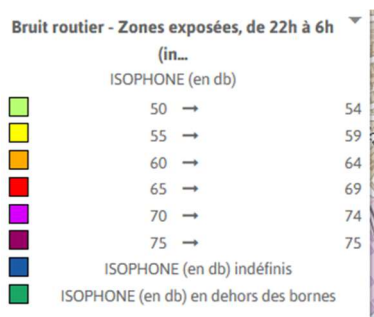 Bruit routier - Zones exposées, de 22h à 6h
(in...
ISOPHONE (en db)
50 → 54
55 → 59
60 → 64
65 → 69
70 → 74
75 → 75
ISOPHONE (en db) indéfinis
ISOPHONE (en db) en dehors des bornes